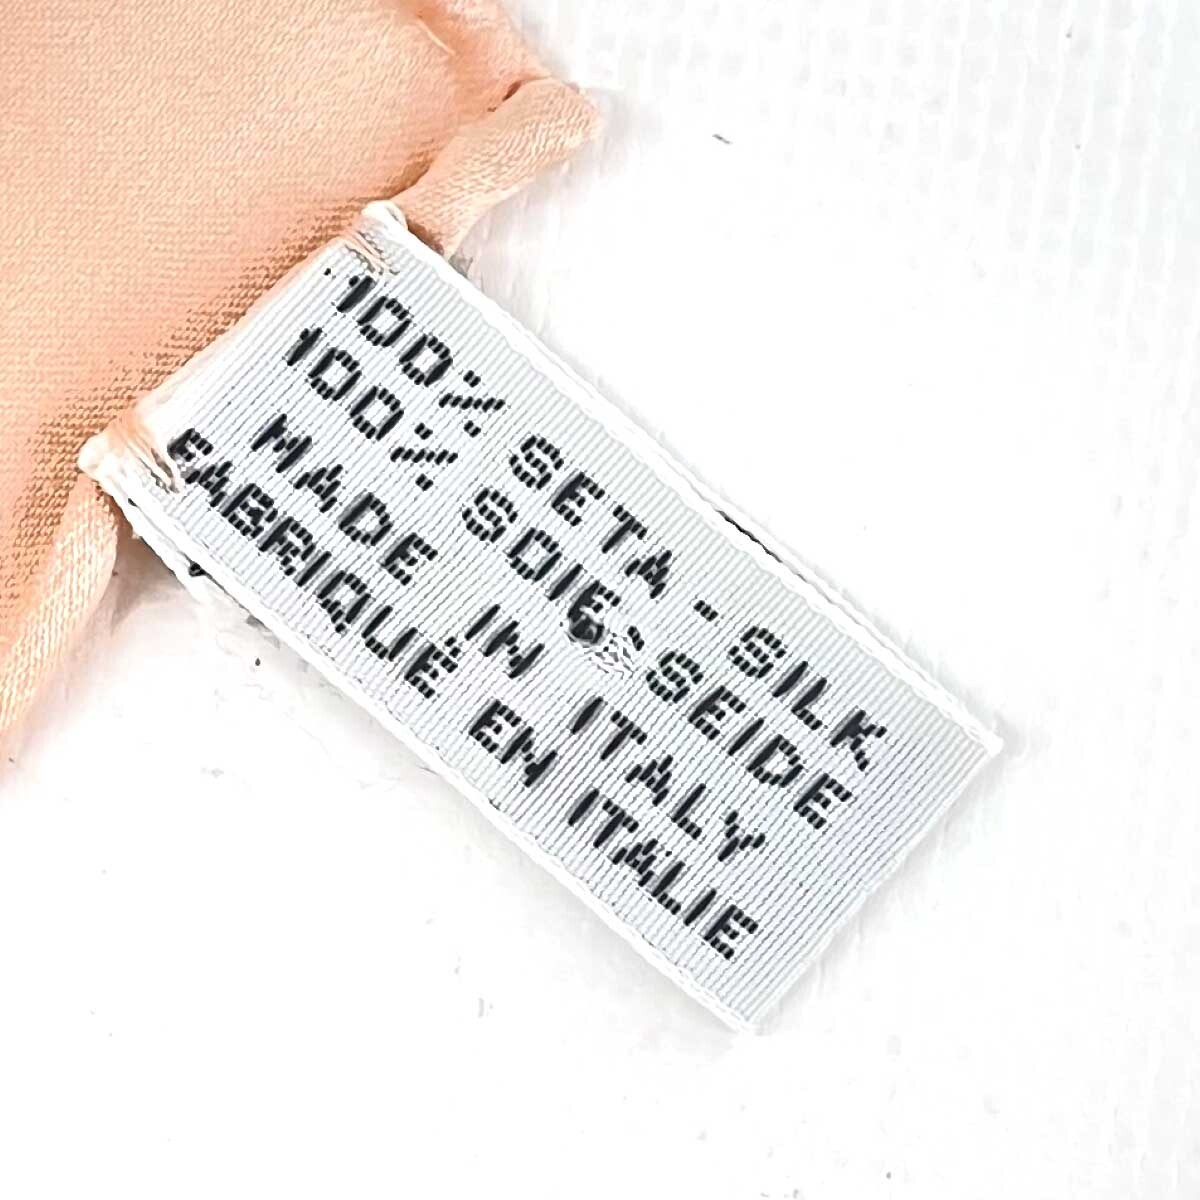 100% SETA - SILK
100% SOIE - SEIDE
MADE IN ITALY
FABRIQUÉ EN ITALIE